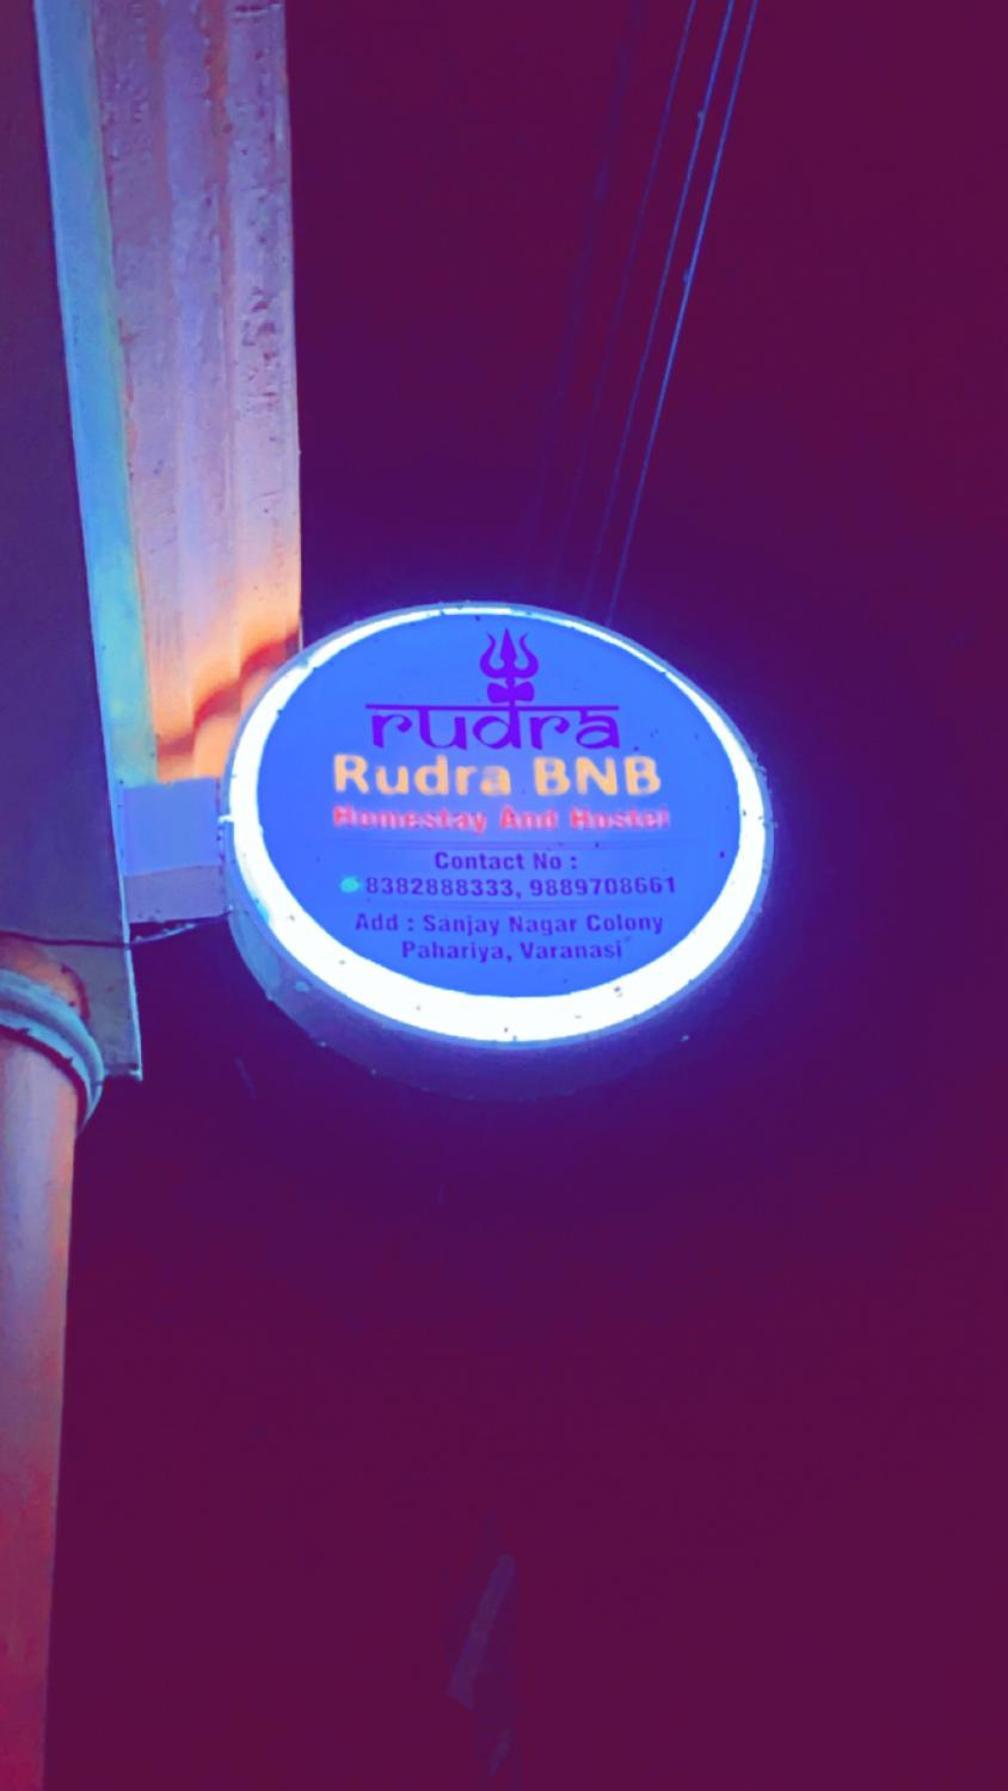 rudra
Rudra BNB
Homestay And Hostel
Contact No :
8382888333, 9889708661
Add : Sanjay Nagar Colony
Pahariya, Varanasi